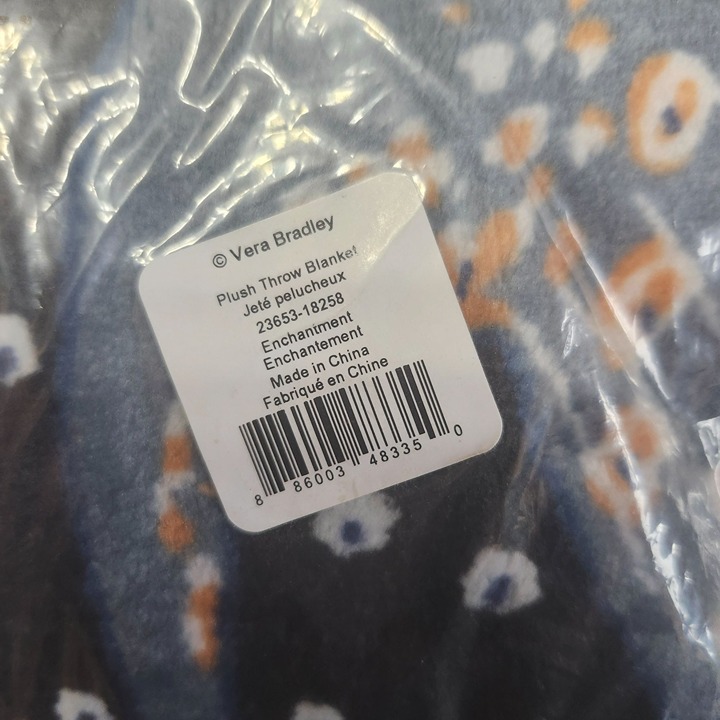 © Vera Bradley
Plush Throw Blanket
Jeté pelucheux
23653-18258
Enchantment
Enchantement
Made in China
Fabriqué en Chine
8 86003 48335 0